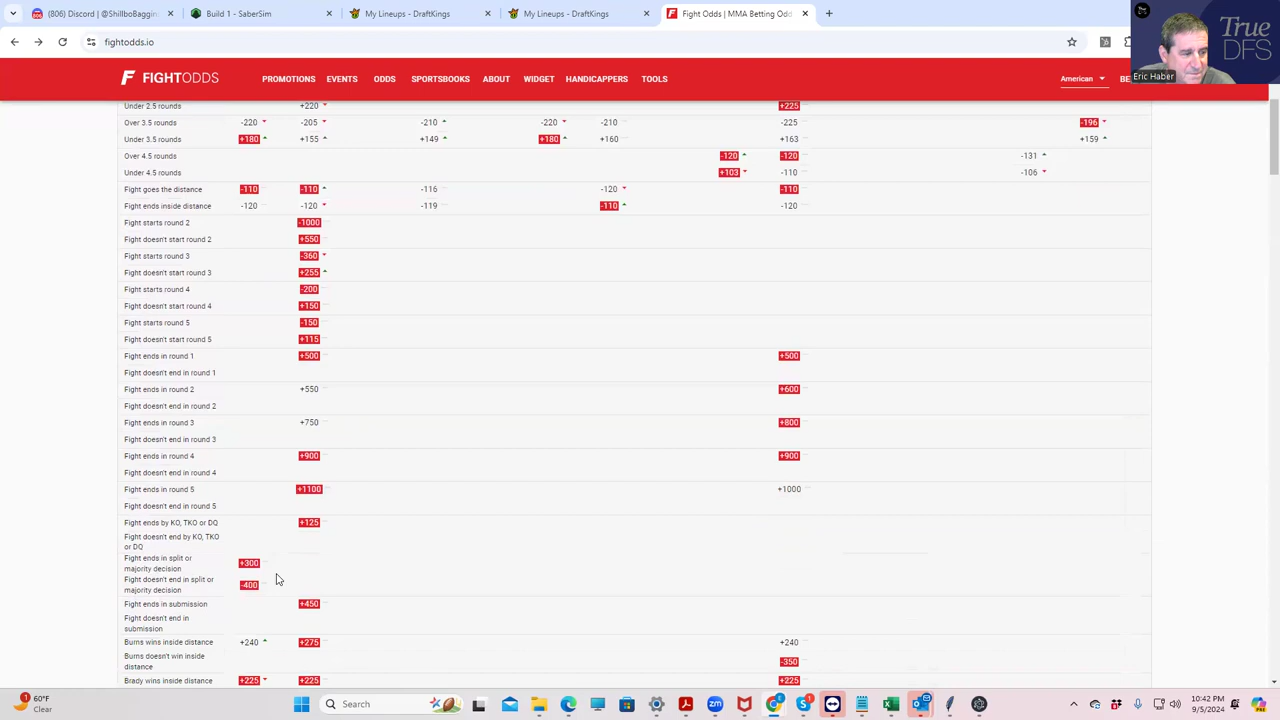 (806) Discord | @ShilboBaggin
Build 1 - SaberSim
My Lineups - DraftKings
My Lineups - DraftKings
Fight Odds | MMA Betting Odd
fightodds.io
True
DFS
Eric Haber
FIGHTODDS
PROMOTIONS EVENTS ODDS SPORTSBOOKS ABOUT WIDGET HANDICAPPERS TOOLS
American
BE
Under 2.5 rounds +220 +225
Over 3.5 rounds -220 -205 -210 -220 -210 -225 -196
Under 3.5 rounds +180 +155 +149 +180 +160 +163 +159
Over 4.5 rounds -120 -120 -131
Under 4.5 rounds +103 -110 -106
Fight goes the distance -110 -110 -116 -120 -110
Fight ends inside distance -120 -120 -119 -110 -120
Fight starts round 2 -1000
Fight doesn't start round 2 +550
Fight starts round 3 -360
Fight doesn't start round 3 +255
Fight starts round 4 -200
Fight doesn't start round 4 +150
Fight starts round 5 -150
Fight doesn't start round 5 +115
Fight ends in round 1 +500 +500
Fight doesn't end in round 1
Fight ends in round 2 +550 +600
Fight doesn't end in round 2
Fight ends in round 3 +750 +800
Fight doesn't end in round 3
Fight ends in round 4 +900 +900
Fight doesn't end in round 4
Fight ends in round 5 +1100 +1000
Fight doesn't end in round 5
Fight ends by KO, TKO or DQ +125
Fight doesn't end by KO, TKO
or DQ
Fight ends in split or
majority decision +300
Fight doesn't end in split or
majority decision -400
Fight ends in submission +450
Fight doesn't end in
submission
Burns wins inside distance +240 +275 +240
Burns doesn't win inside
distance -350
Brady wins inside distance +225 +225 +225
1
60°F
Clear
Search
10:42 PM
9/5/2024